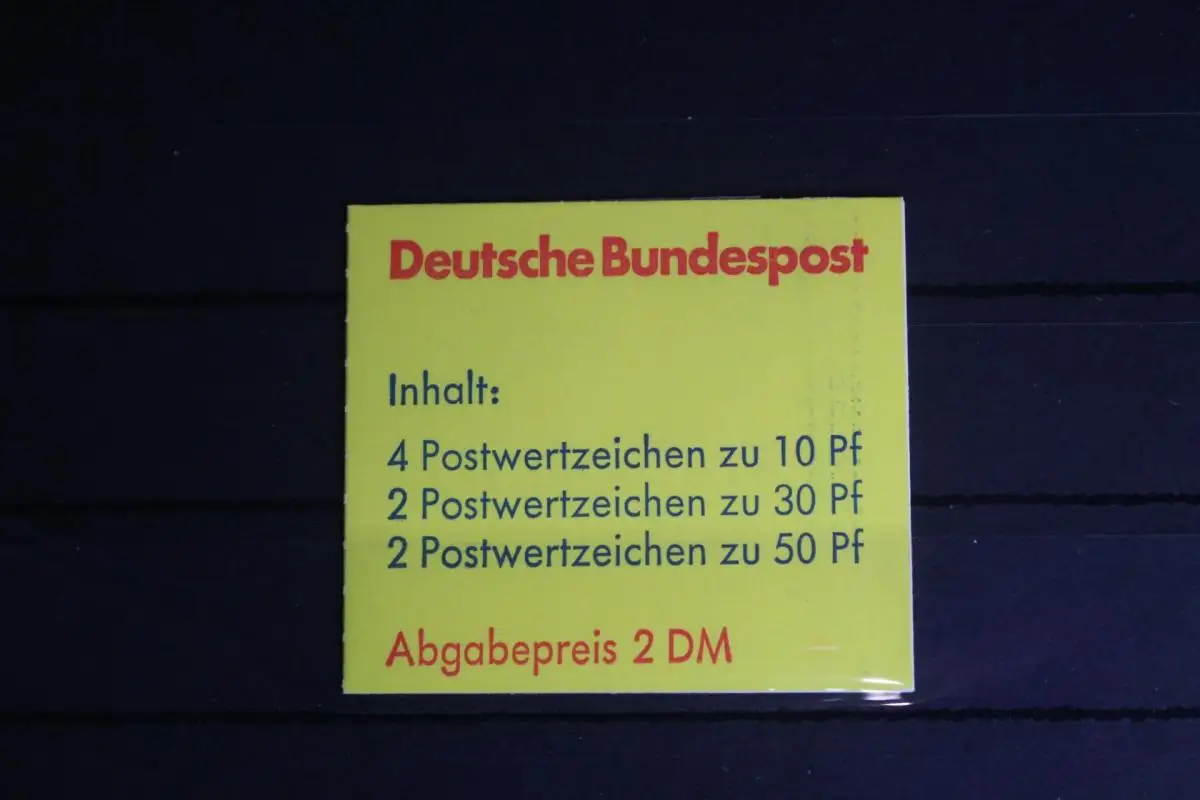 Deutsche Bundespost
Inhalt:
4 Postwertzeichen zu 10 Pf
2 Postwertzeichen zu 30 Pf
2 Postwertzeichen zu 50 Pf
Abgabepreis 2 DM